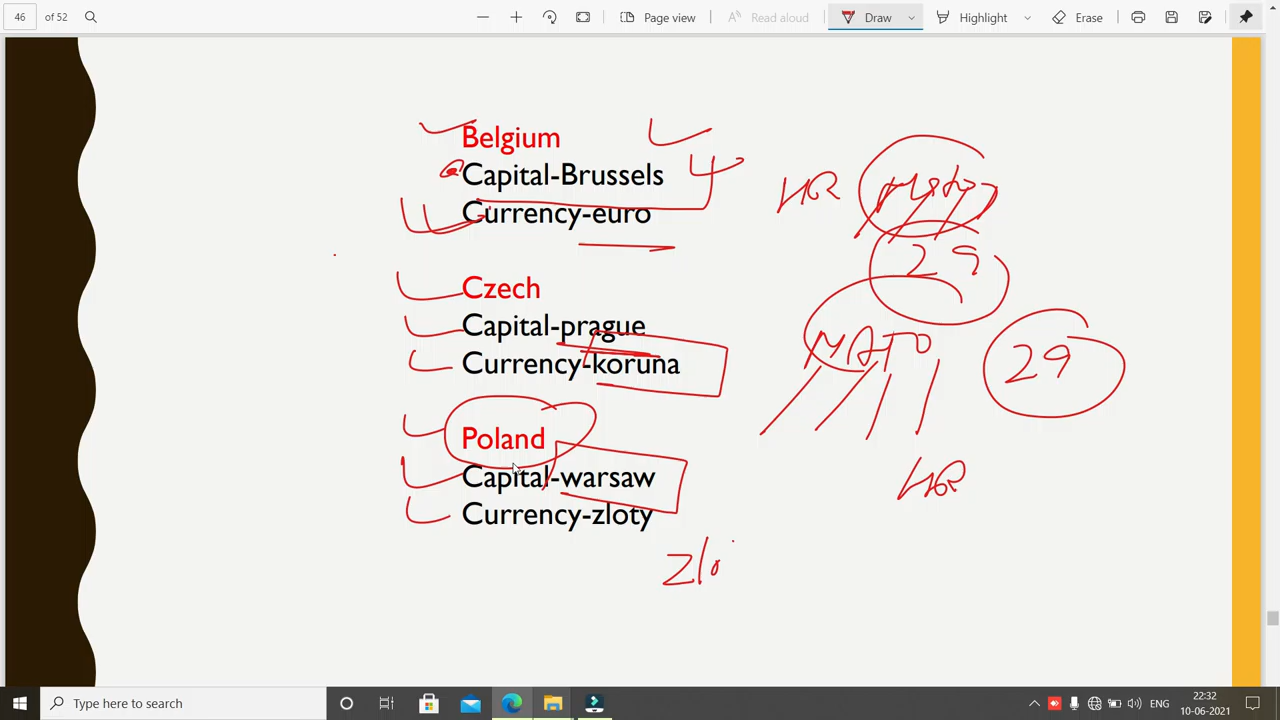 46 of 52
Page view
Read aloud
Draw
Highlight
Erase
Belgium
Capital-Brussels
Currency-euro
Czech
Capital-prague
Currency-koruna
Poland
Capital-warsaw
Currency-zloty
4
29
NATO
29
Zlo
Type here to search
ENG
22:32
10-06-2021